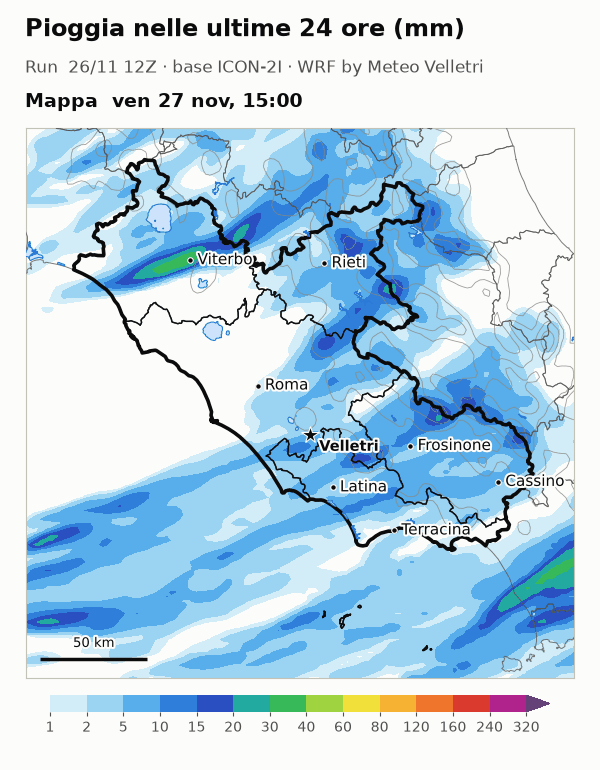 Pioggia nelle ultime 24 ore (mm)
Run 26/11 12Z · base ICON-2I · WRF by Meteo Velletri
Mappa ven 27 nov, 15:00
Viterbo
Rieti
Roma
Velletri
Frosinone
Latina
Cassino
Terracina
50 km
1 2 5 10 15 20 30 40 60 80 120 160 240 320